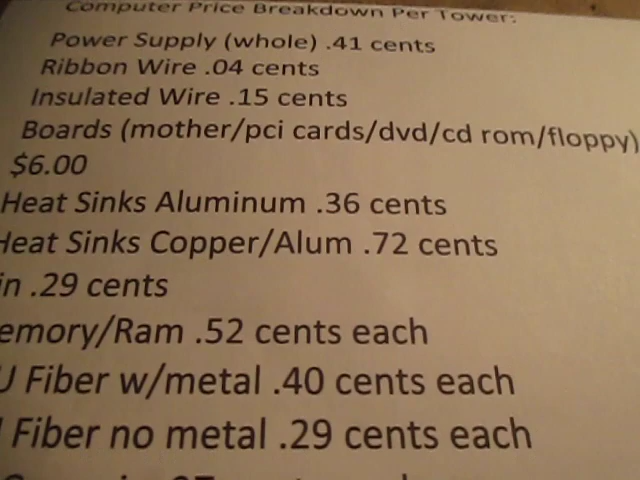 Computer Price Breakdown Per Tower:
Power Supply (whole) .41 cents
Ribbon Wire .04 cents
Insulated Wire .15 cents
Boards (mother/pci cards/dvd/cd rom/floppy)
$6.00
Heat Sinks Aluminum .36 cents
Heat Sinks Copper/Alum .72 cents
in .29 cents
emory/Ram .52 cents each
U Fiber w/metal .40 cents each
Fiber no metal .29 cents each